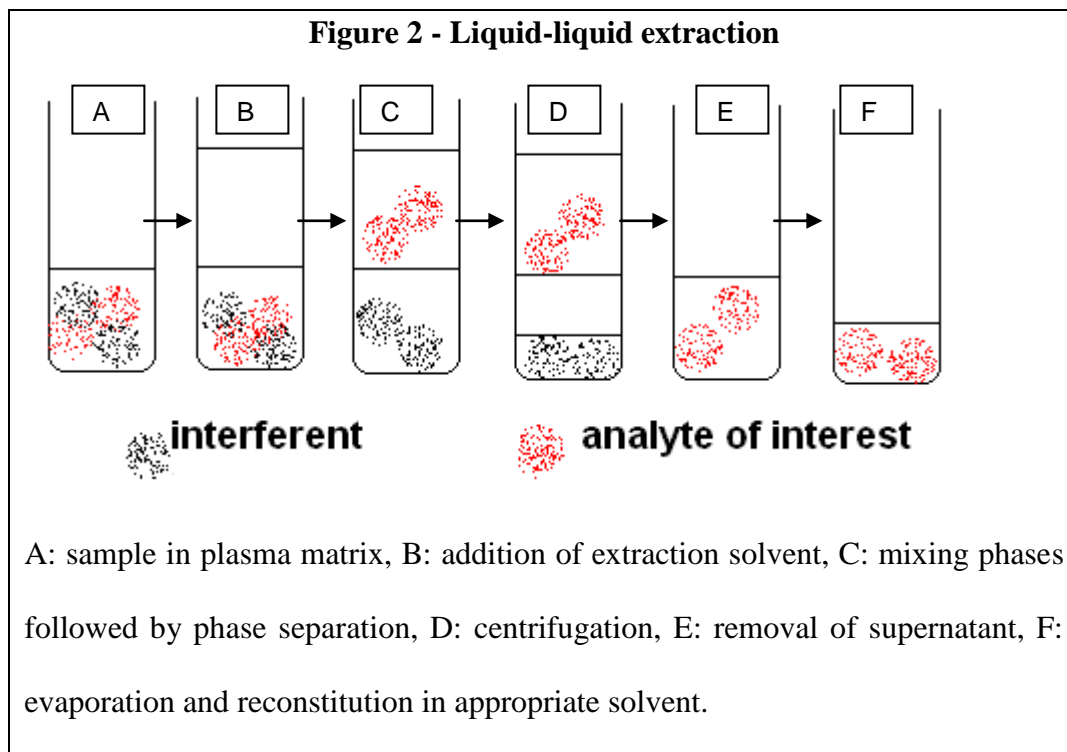 Figure 2 - Liquid-liquid extraction
A B C D E F
interferent analyte of interest
A: sample in plasma matrix, B: addition of extraction solvent, C: mixing phases
followed by phase separation, D: centrifugation, E: removal of supernatant, F:
evaporation and reconstitution in appropriate solvent.